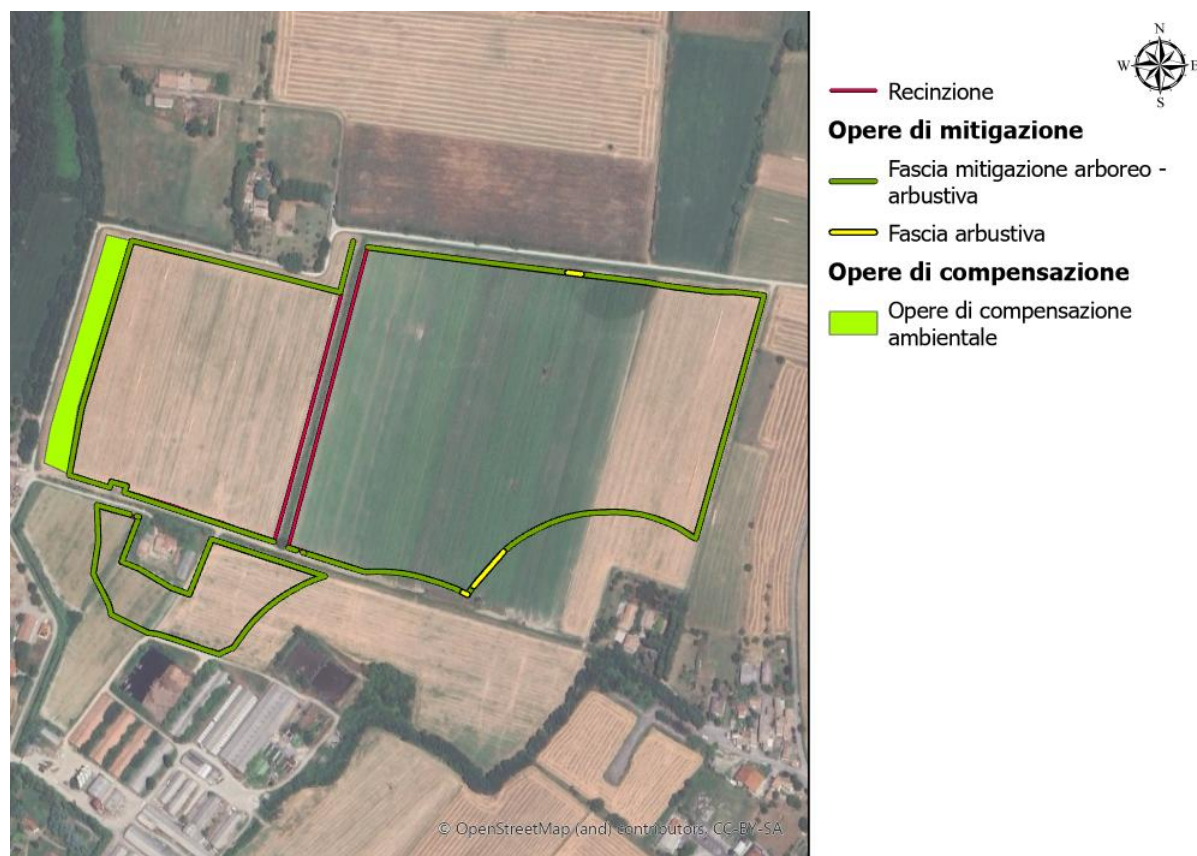 N
W E
S
Recinzione
Opere di mitigazione
Fascia mitigazione arboreo -
arbustiva
Fascia arbustiva
Opere di compensazione
Opere di compensazione
ambientale
© OpenStreetMap (and) contributors, CC-BY-SA